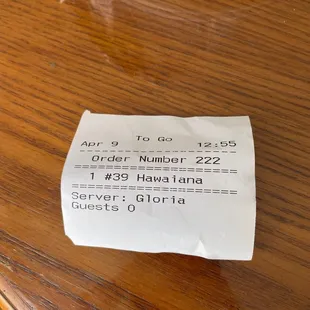 To Go
Apr 9 12:55
Order Number 222
1 #39 Hawaiana
Server: Gloria
Guests 0